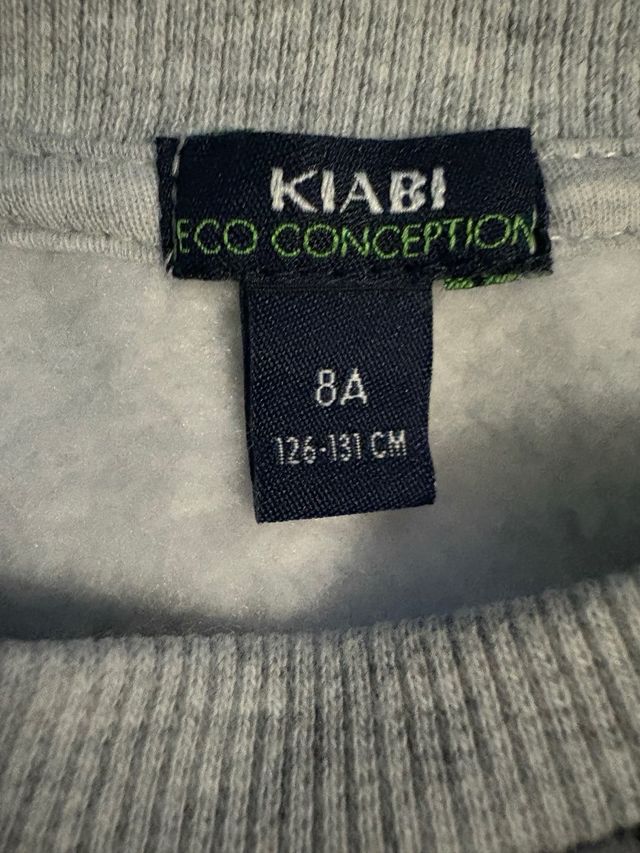 KIABI
ECO CONCEPTION
8A
126-131 CM